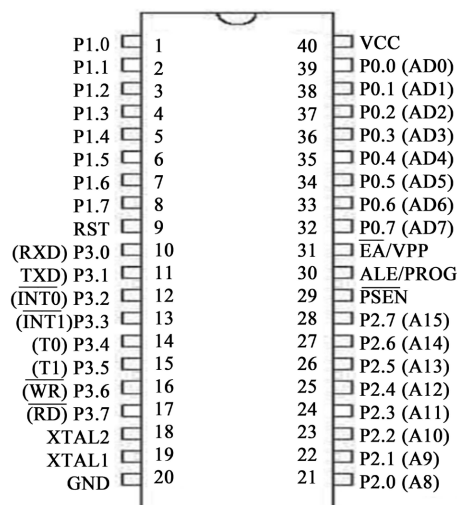 P1.0 1 40 VCC
P1.1 2 39 P0.0 (AD0)
P1.2 3 38 P0.1 (AD1)
P1.3 4 37 P0.2 (AD2)
P1.4 5 36 P0.3 (AD3)
P1.5 6 35 P0.4 (AD4)
P1.6 7 34 P0.5 (AD5)
P1.7 8 33 P0.6 (AD6)
RST 9 32 P0.7 (AD7)
(RXD) P3.0 10 31 E̅A̅/VPP
TXD) P3.1 11 30 ALE/PROG
(I̅N̅T̅0̅) P3.2 12 29 P̅S̅E̅N̅
(I̅N̅T̅1̅)P3.3 13 28 P2.7 (A15)
(T0) P3.4 14 27 P2.6 (A14)
(T1) P3.5 15 26 P2.5 (A13)
(W̅R̅) P3.6 16 25 P2.4 (A12)
(R̅D̅) P3.7 17 24 P2.3 (A11)
XTAL2 18 23 P2.2 (A10)
XTAL1 19 22 P2.1 (A9)
GND 20 21 P2.0 (A8)